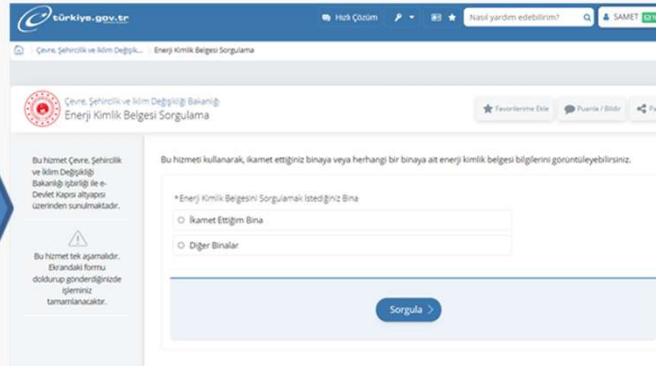 türkiye.gov.tr
Hızlı Çözüm
Nasıl yardım edebilirim?
SAMET
Çevre, Şehircilik ve İklim Değişik...
Enerji Kimlik Belgesi Sorgulama
Çevre, Şehircilik ve İklim Değişikliği Bakanlığı
Enerji Kimlik Belgesi Sorgulama
Favorilerime Ekle
Puanla / Bildir
Bu hizmet Çevre, Şehircilik
ve İklim Değişikliği
Bakanlığı işbirliği ile e-
Devlet Kapısı altyapısı
üzerinden sunulmaktadır.
Bu hizmet tek aşamalıdır.
Ekrandaki formu
doldurup gönderdiğinizde
işleminiz
tamamlanacaktır.
Bu hizmeti kullanarak, ikamet ettiğiniz binaya veya herhangi bir binaya ait enerji kimlik belgesi bilgilerini görüntüleyebilirsiniz.
*Enerji Kimlik Belgesini Sorgulamak İstediğiniz Bina
İkamet Ettiğim Bina
Diğer Binalar
Sorgula